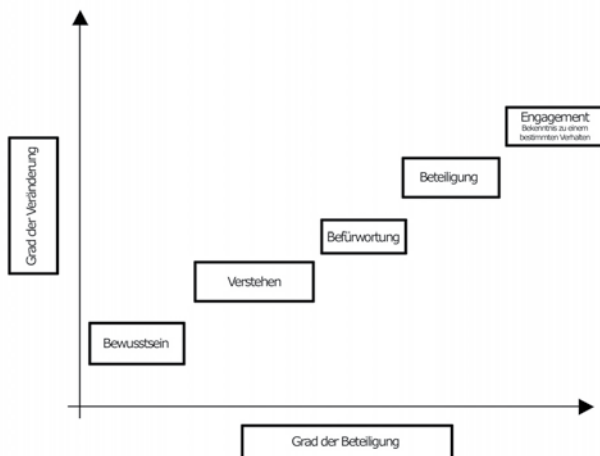 Engagement
Bekenntnis zu einem
bestimmten Verhalten
Beteiligung
Grad der Veränderung
Befürwortung
Verstehen
Bewusstsein
Grad der Beteiligung